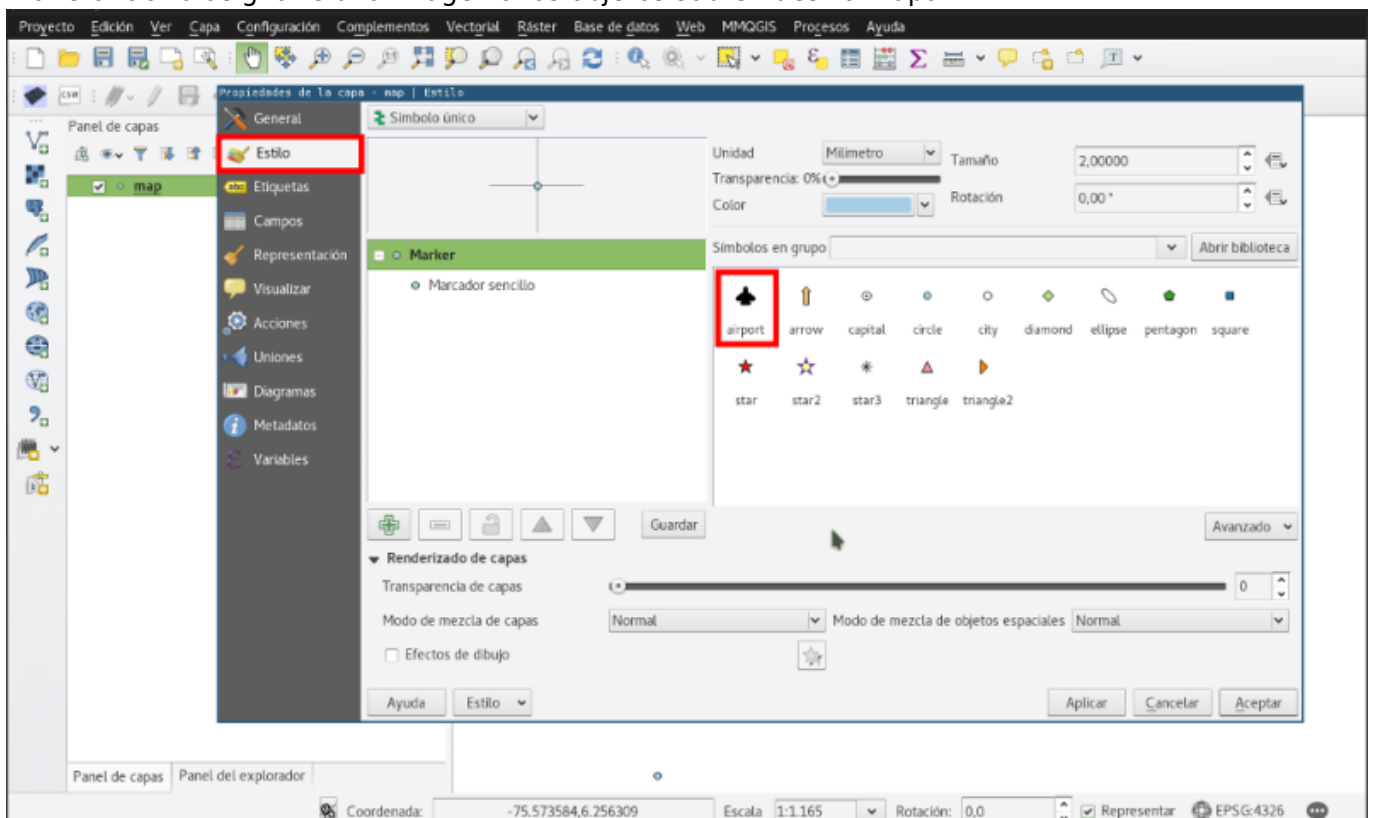 Proyecto Edición Ver Capa Configuración Complementos Vectorial Ráster Base de datos Web MMQGIS Procesos Ayuda
CSW
Propiedades de la capa - map | Estilo
Panel de capas
map
General
Estilo
abc Etiquetas
Campos
Representación
Visualizar
Acciones
Uniones
Diagramas
Metadatos
Variables
Símbolo único
Unidad Milímetro Tamaño 2,00000
Transparencia: 0%
Color Rotación 0,00 °
Símbolos en grupo Abrir biblioteca
Marker
Marcador sencillo
airport arrow capital circle city diamond ellipse pentagon square
star star2 star3 triangle triangle2
Guardar Avanzado
Renderizado de capas
Transparencia de capas 0
Modo de mezcla de capas Normal Modo de mezcla de objetos espaciales Normal
Efectos de dibujo
Ayuda Estilo Aplicar Cancelar Aceptar
Panel de capas Panel del explorador
Coordenada: -75.573584,6.256309 Escala 1:1.165 Rotación: 0,0 Representar EPSG:4326